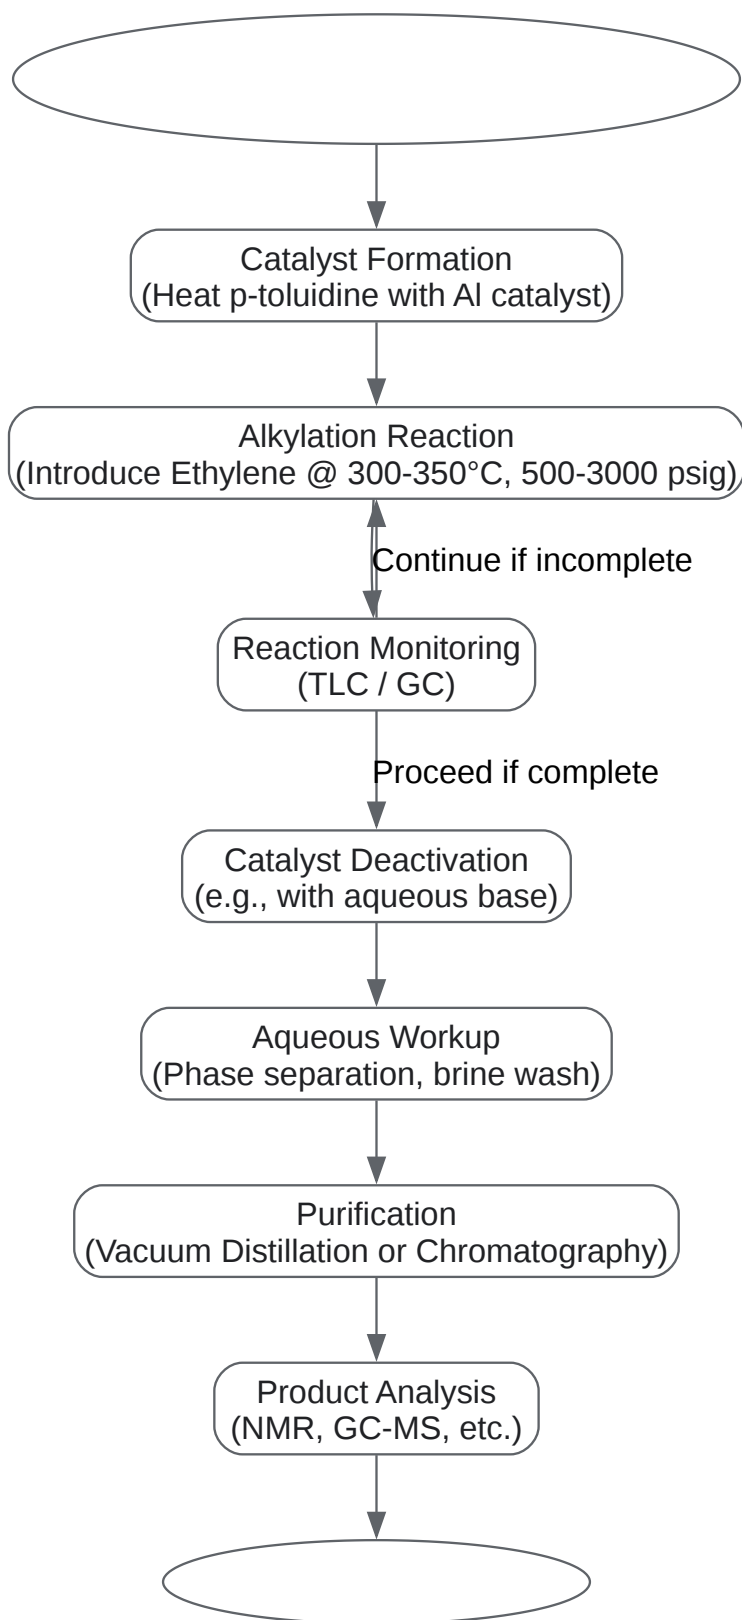 Catalyst Formation
(Heat p-toluidine with Al catalyst)
Alkylation Reaction
(Introduce Ethylene @ 300-350°C, 500-3000 psig)
Continue if incomplete
Reaction Monitoring
(TLC / GC)
Proceed if complete
Catalyst Deactivation
(e.g., with aqueous base)
Aqueous Workup
(Phase separation, brine wash)
Purification
(Vacuum Distillation or Chromatography)
Product Analysis
(NMR, GC-MS, etc.)